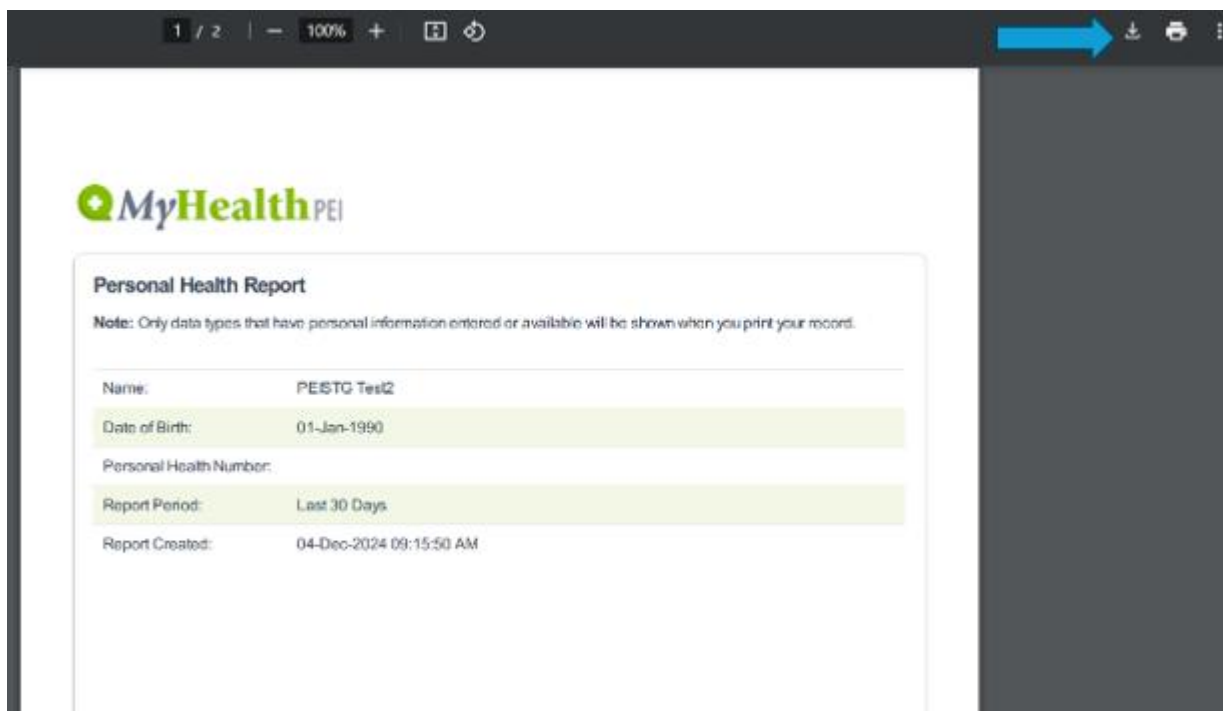 1 / 2 100%
MyHealth PEI
Personal Health Report
Note: Only data types that have personal information entered or available will be shown when you print your record.
Name: PEISTG Test2
Date of Birth: 01-Jan-1990
Personal Health Number:
Report Period: Last 30 Days
Report Created: 04-Dec-2024 09:15:50 AM